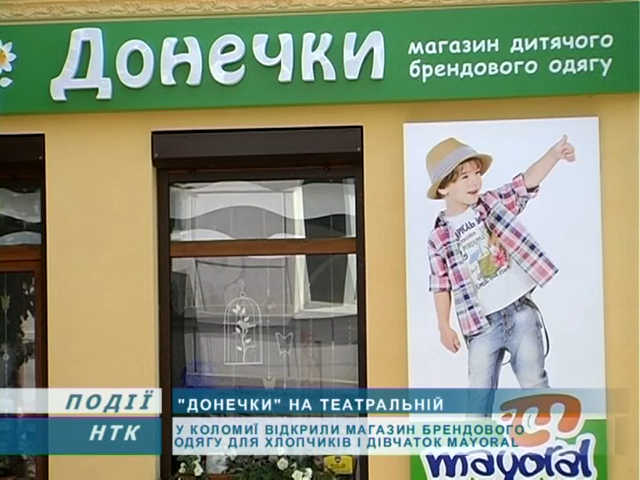 Донечки
магазин дитячого
брендового одягу
ПОДІЇ
НТК
"ДОНЕЧКИ" НА ТЕАТРАЛЬНІЙ
У КОЛОМИЇ ВІДКРИЛИ МАГАЗИН БРЕНДОВОГО
ОДЯГУ ДЛЯ ХЛОПЧИКІВ І ДІВЧАТОК MAYORAL
mayoral